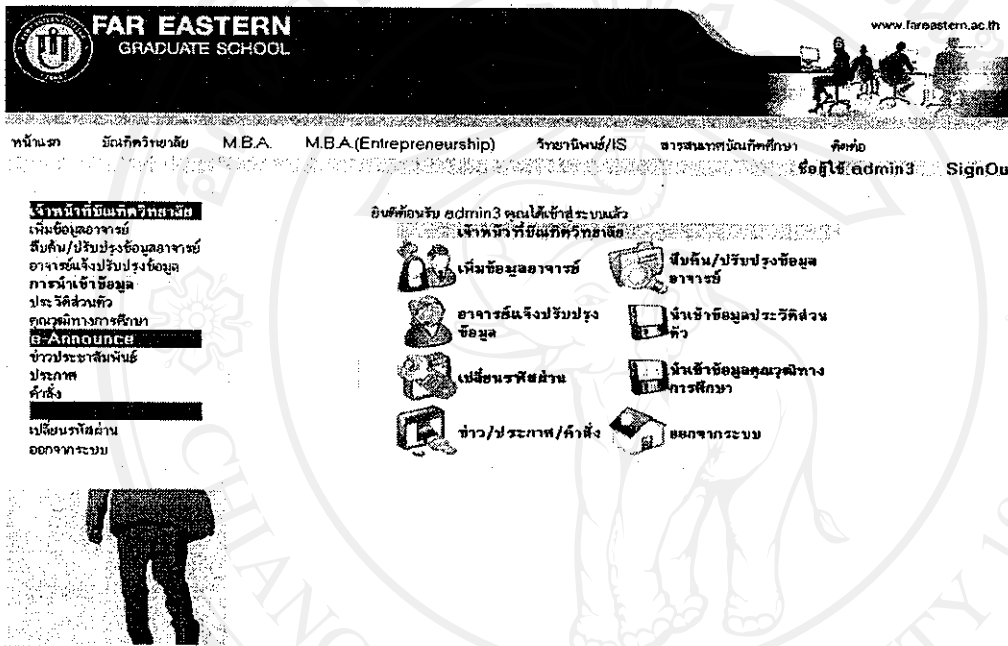 FAR EASTERN
GRADUATE SCHOOL
www.fareastern.ac.th
หน้าแรก บัณฑิตวิทยาลัย M.B.A. M.B.A.(Entrepreneurship) วิทยานิพนธ์/IS สารสนเทศบัณฑิตศึกษา ติดต่อ
ชื่อผู้ใช้:admin3 SignOu
เจ้าหน้าที่บัณฑิตวิทยาลัย
เพิ่มข้อมูลอาจารย์
สืบค้น/ปรับปรุงข้อมูลอาจารย์
อาจารย์แจ้งปรับปรุงข้อมูล
การนำเข้าข้อมูล
ประวัติส่วนตัว
คุณวุฒิทางการศึกษา
e-Announce
ข่าวประชาสัมพันธ์
ประกาศ
คำสั่ง
เปลี่ยนรหัสผ่าน
ออกจากระบบ
ยินดีต้อนรับ admin3 คุณได้เข้าสู่ระบบแล้ว
เจ้าหน้าที่บัณฑิตวิทยาลัย
เพิ่มข้อมูลอาจารย์
สืบค้น/ปรับปรุงข้อมูล
อาจารย์
อาจารย์แจ้งปรับปรุง
ข้อมูล
นำเข้าข้อมูลประวัติส่วน
ตัว
เปลี่ยนรหัสผ่าน
นำเข้าข้อมูลคุณวุฒิทาง
การศึกษา
ข่าว/ประกาศ/คำสั่ง
ออกจากระบบ